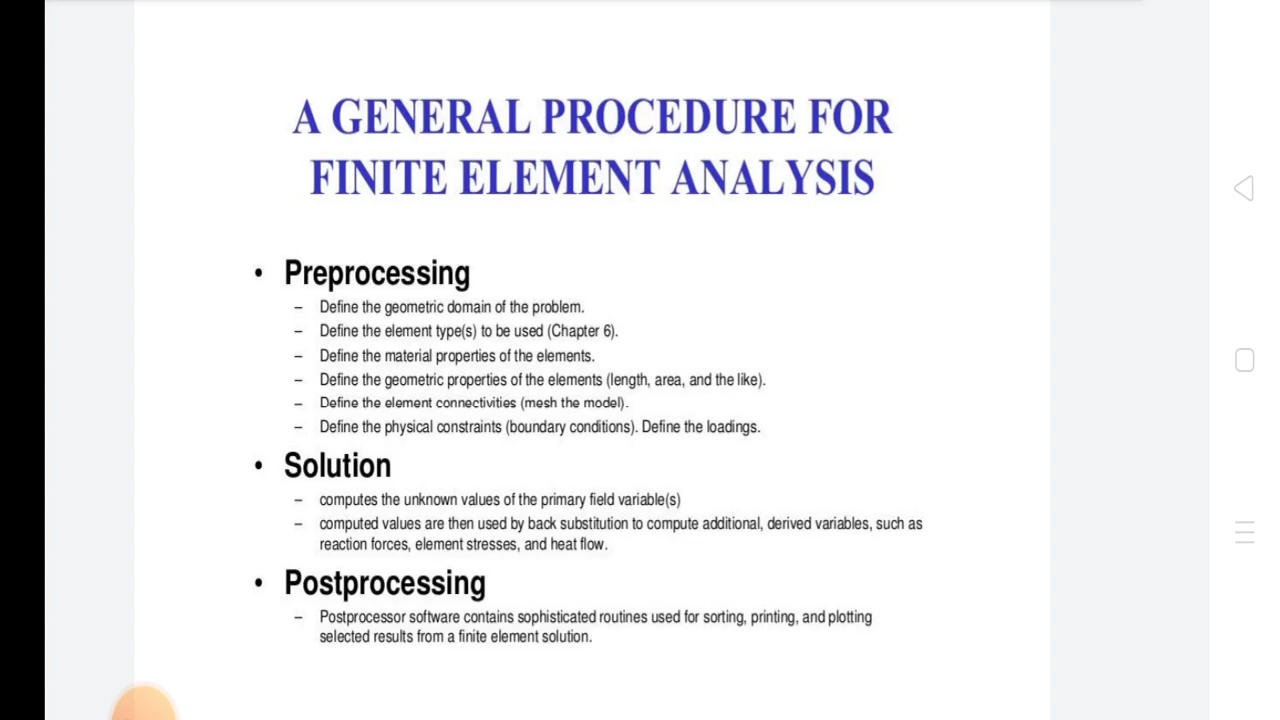 A GENERAL PROCEDURE FOR
FINITE ELEMENT ANALYSIS
• Preprocessing
– Define the geometric domain of the problem.
– Define the element type(s) to be used (Chapter 6).
– Define the material properties of the elements.
– Define the geometric properties of the elements (length, area, and the like).
– Define the element connectivities (mesh the model).
– Define the physical constraints (boundary conditions). Define the loadings.
• Solution
– computes the unknown values of the primary field variable(s)
– computed values are then used by back substitution to compute additional, derived variables, such as
reaction forces, element stresses, and heat flow.
• Postprocessing
– Postprocessor software contains sophisticated routines used for sorting, printing, and plotting
selected results from a finite element solution.